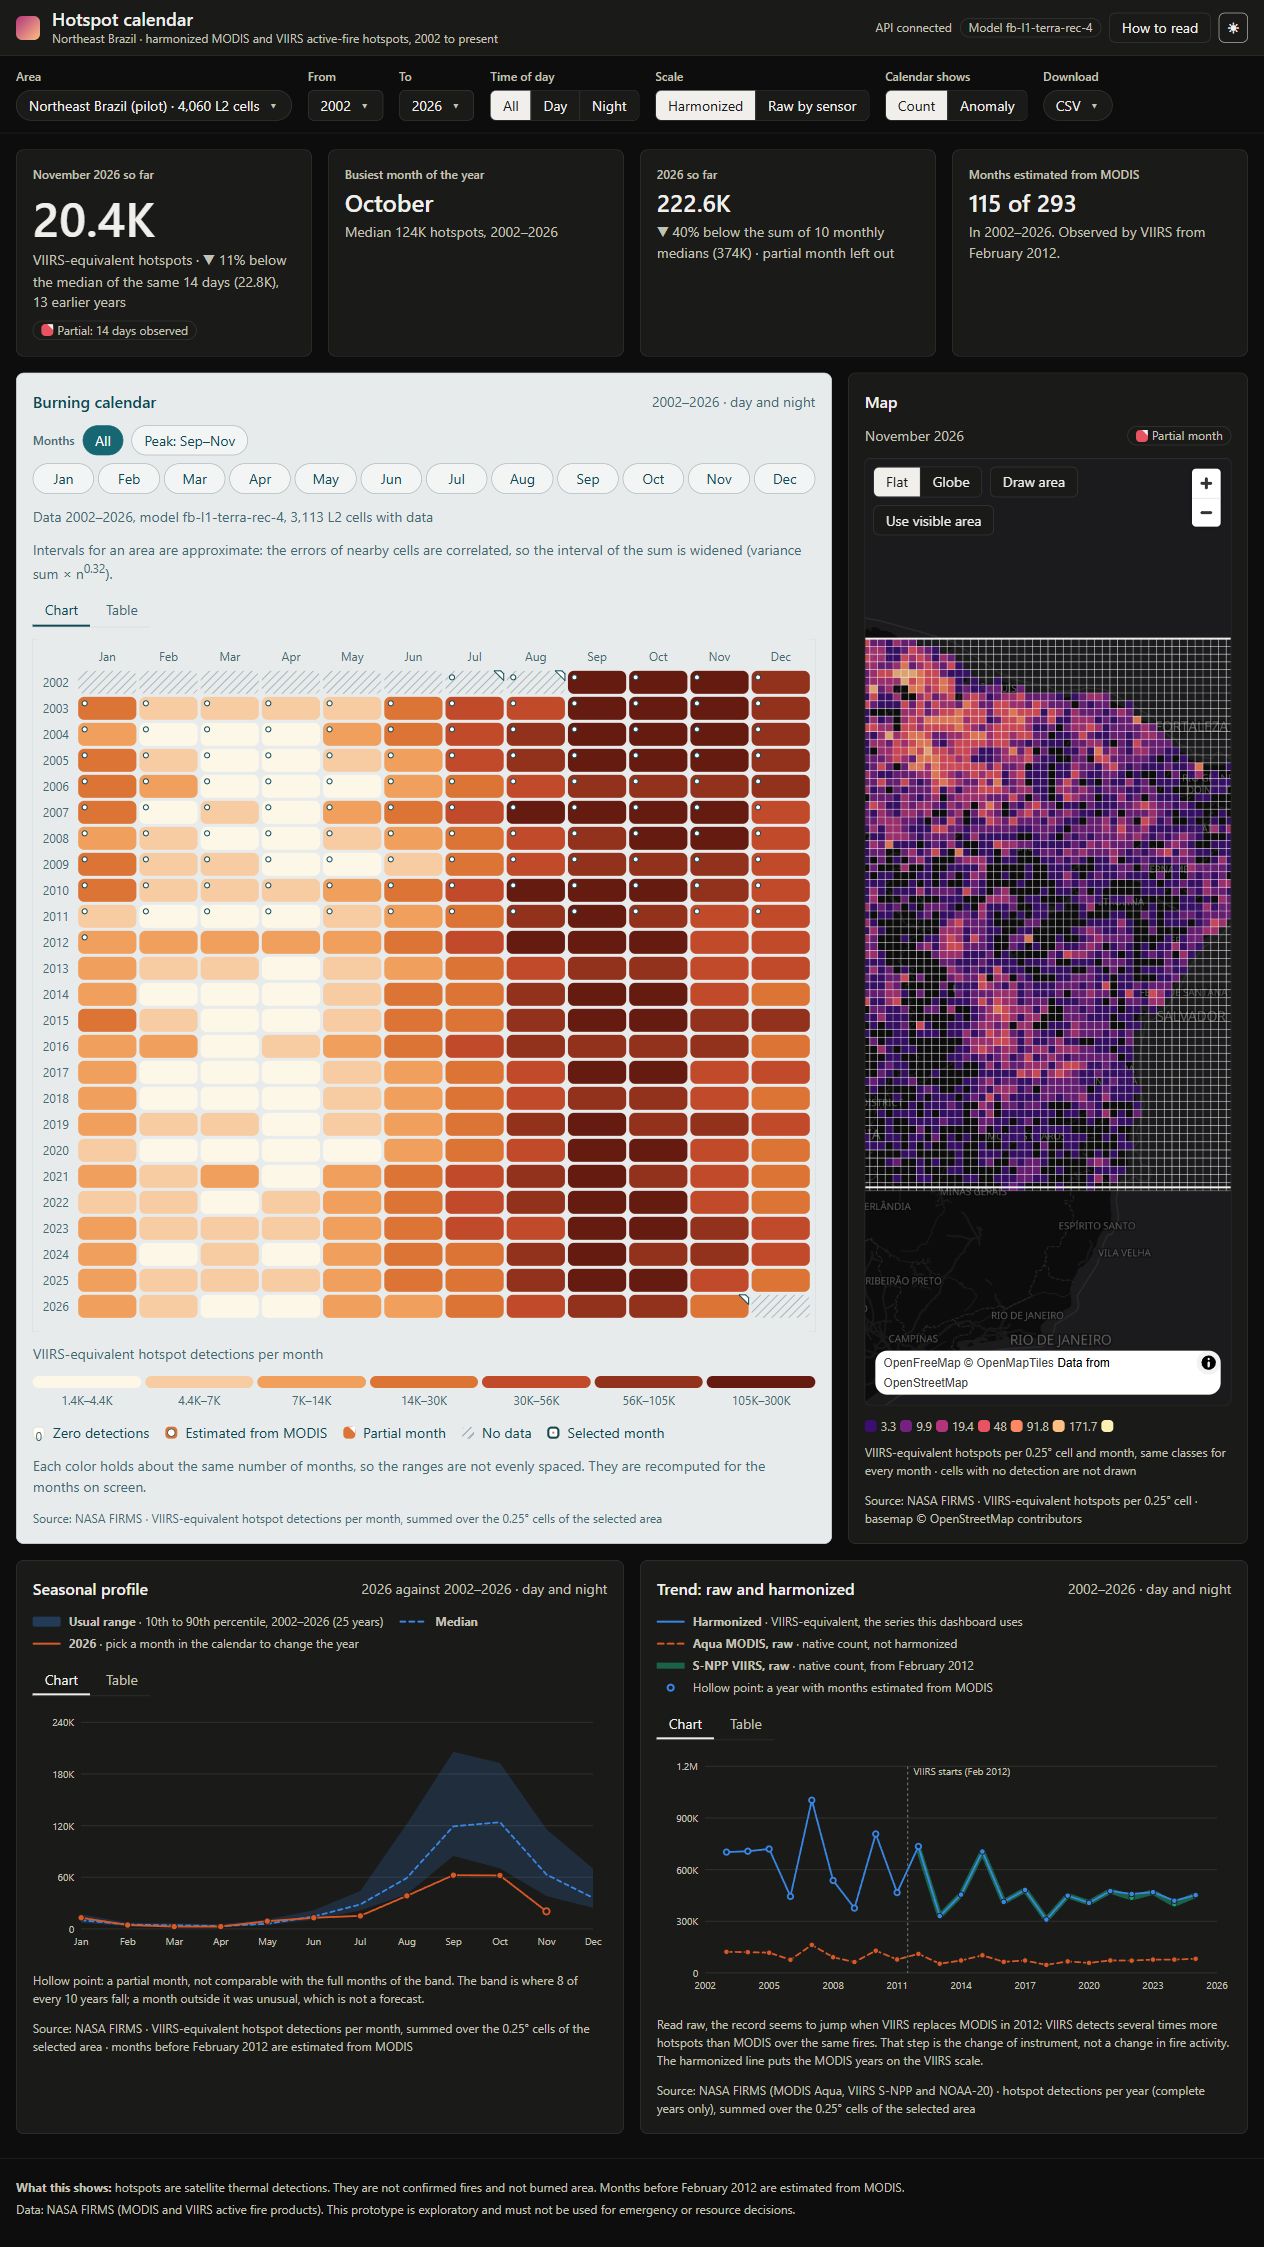 Hotspot calendar
Northeast Brazil · harmonized MODIS and VIIRS active-fire hotspots, 2002 to present
API connected
Model fb-l1-terra-rec-4
How to read
Area
Northeast Brazil (pilot) · 4,060 L2 cells
From
2002
To
2026
Time of day
All Day Night
Scale
Harmonized Raw by sensor
Calendar shows
Count Anomaly
Download
CSV
November 2026 so far
20.4K
VIIRS-equivalent hotspots · ▼ 11% below
the median of the same 14 days (22.8K),
13 earlier years
Partial: 14 days observed
Busiest month of the year
October
Median 124K hotspots, 2002–2026
2026 so far
222.6K
▼ 40% below the sum of 10 monthly
medians (374K) · partial month left out
Months estimated from MODIS
115 of 293
In 2002–2026. Observed by VIIRS from
February 2012.
Burning calendar
2002–2026 · day and night
Months All Peak: Sep–Nov
Jan Feb Mar Apr May Jun Jul Aug Sep Oct Nov Dec
Data 2002–2026, model fb-l1-terra-rec-4, 3,113 L2 cells with data
Intervals for an area are approximate: the errors of nearby cells are correlated, so the interval of the sum is widened (variance
sum × n^0.32).
Chart Table
Jan Feb Mar Apr May Jun Jul Aug Sep Oct Nov Dec
2002
2003
2004
2005
2006
2007
2008
2009
2010
2011
2012
2013
2014
2015
2016
2017
2018
2019
2020
2021
2022
2023
2024
2025
2026
VIIRS-equivalent hotspot detections per month
1.4K–4.4K 4.4K–7K 7K–14K 14K–30K 30K–56K 56K–105K 105K–300K
0 Zero detections Estimated from MODIS Partial month No data Selected month
Each color holds about the same number of months, so the ranges are not evenly spaced. They are recomputed for the
months on screen.
Source: NASA FIRMS · VIIRS-equivalent hotspot detections per month, summed over the 0.25° cells of the selected area
Map
November 2026
Partial month
Flat Globe Draw area
Use visible area
+
−
FORTALEZA
SALVADOR
MINAS GERAIS
ERLÂNDIA
ESPÍRITO SANTO
VILA VELHA
RIBEIRÃO PRETO
RIO DE JANEIRO
CAMPINAS
RIO DE JANEIRO
OpenFreeMap © OpenMapTiles Data from
OpenStreetMap
3.3 9.9 19.4 48 91.8 171.7
VIIRS-equivalent hotspots per 0.25° cell and month, same classes for
every month · cells with no detection are not drawn
Source: NASA FIRMS · VIIRS-equivalent hotspots per 0.25° cell ·
basemap © OpenStreetMap contributors
Seasonal profile
2026 against 2002–2026 · day and night
Usual range · 10th to 90th percentile, 2002–2026 (25 years) Median
2026 · pick a month in the calendar to change the year
Chart Table
240K
180K
120K
60K
0
Jan Feb Mar Apr May Jun Jul Aug Sep Oct Nov Dec
Hollow point: a partial month, not comparable with the full months of the band. The band is where 8 of
every 10 years fall; a month outside it was unusual, which is not a forecast.
Source: NASA FIRMS · VIIRS-equivalent hotspot detections per month, summed over the 0.25° cells of the
selected area · months before February 2012 are estimated from MODIS
Trend: raw and harmonized
2002–2026 · day and night
Harmonized · VIIRS-equivalent, the series this dashboard uses
Aqua MODIS, raw · native count, not harmonized
S-NPP VIIRS, raw · native count, from February 2012
Hollow point: a year with months estimated from MODIS
Chart Table
1.2M
VIIRS starts (Feb 2012)
900K
600K
300K
0
2002 2005 2008 2011 2014 2017 2020 2023 2026
Read raw, the record seems to jump when VIIRS replaces MODIS in 2012: VIIRS detects several times more
hotspots than MODIS over the same fires. That step is the change of instrument, not a change in fire activity.
The harmonized line puts the MODIS years on the VIIRS scale.
Source: NASA FIRMS (MODIS Aqua, VIIRS S-NPP and NOAA-20) · hotspot detections per year (complete
years only), summed over the 0.25° cells of the selected area
What this shows: hotspots are satellite thermal detections. They are not confirmed fires and not burned area. Months before February 2012 are estimated from MODIS.
Data: NASA FIRMS (MODIS and VIIRS active fire products). This prototype is exploratory and must not be used for emergency or resource decisions.